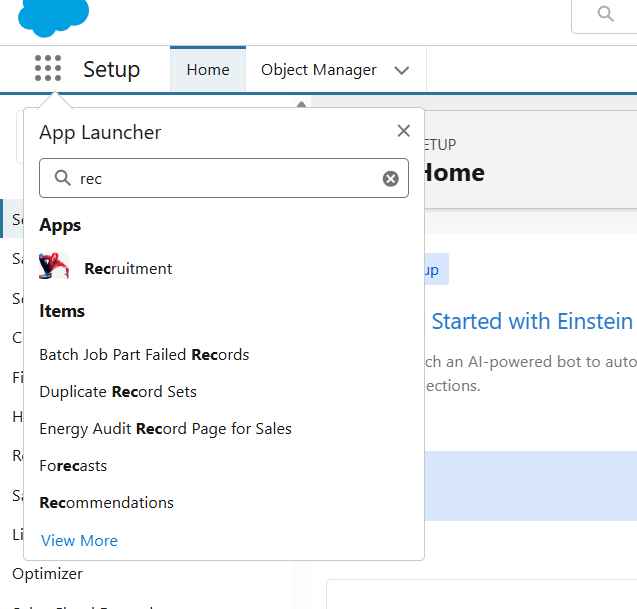 Setup
Home
Object Manager
App Launcher
rec
Apps
Recruitment
Items
Batch Job Part Failed Records
Duplicate Record Sets
Energy Audit Record Page for Sales
Forecasts
Recommendations
View More
ETUP
Home
up
Started with Einstein
ch an AI-powered bot to auto
ections.
Se
Sa
Se
C
Fi
H
Re
Sa
Li
Optimizer